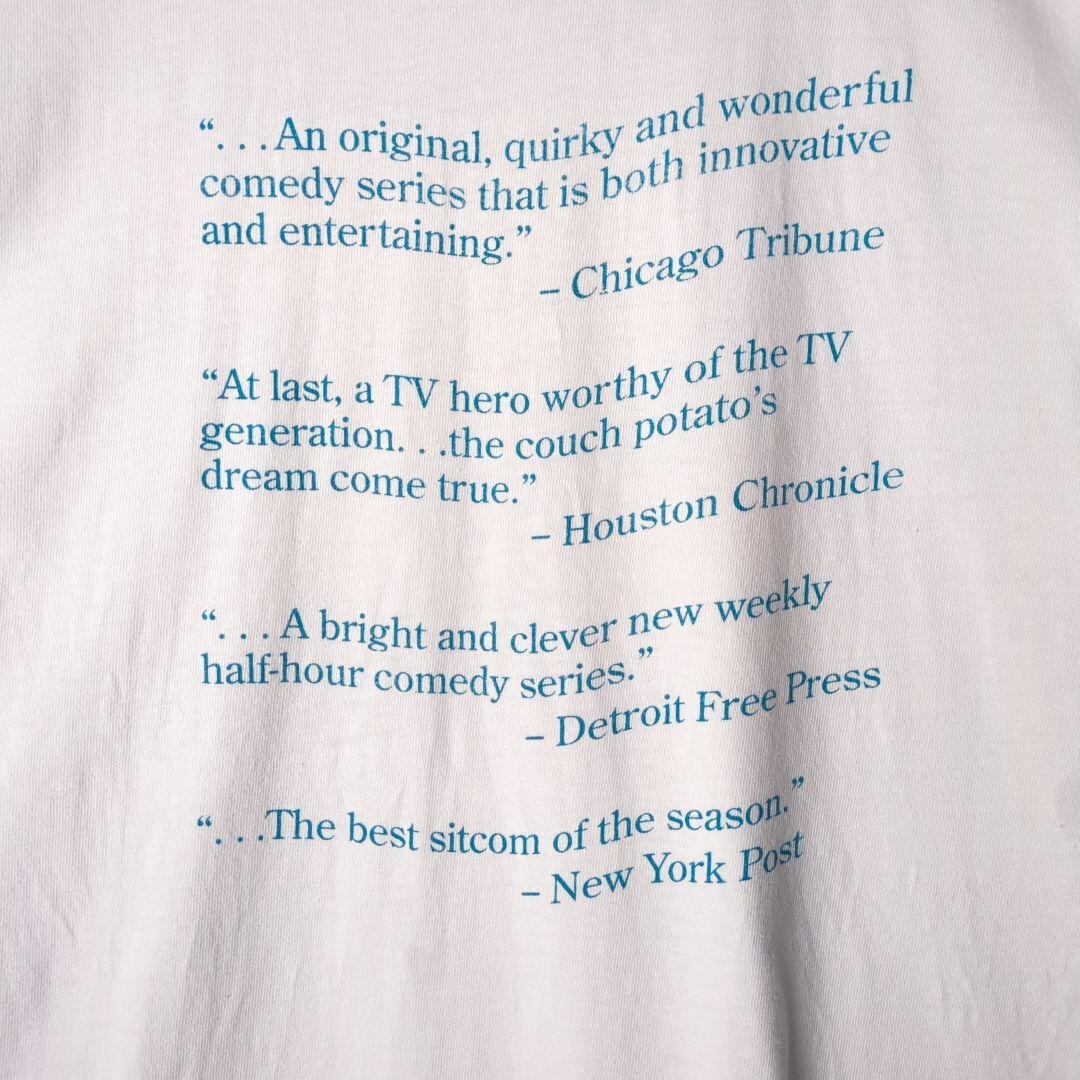 “. . .An original, quirky and wonderful
comedy series that is both innovative
and entertaining.”
– Chicago Tribune
“At last, a TV hero worthy of the TV
generation. . .the couch potato’s
dream come true.”
– Houston Chronicle
“. . . A bright and clever new weekly
half-hour comedy series.”
– Detroit Free Press
“. . .The best sitcom of the season.”
– New York Post